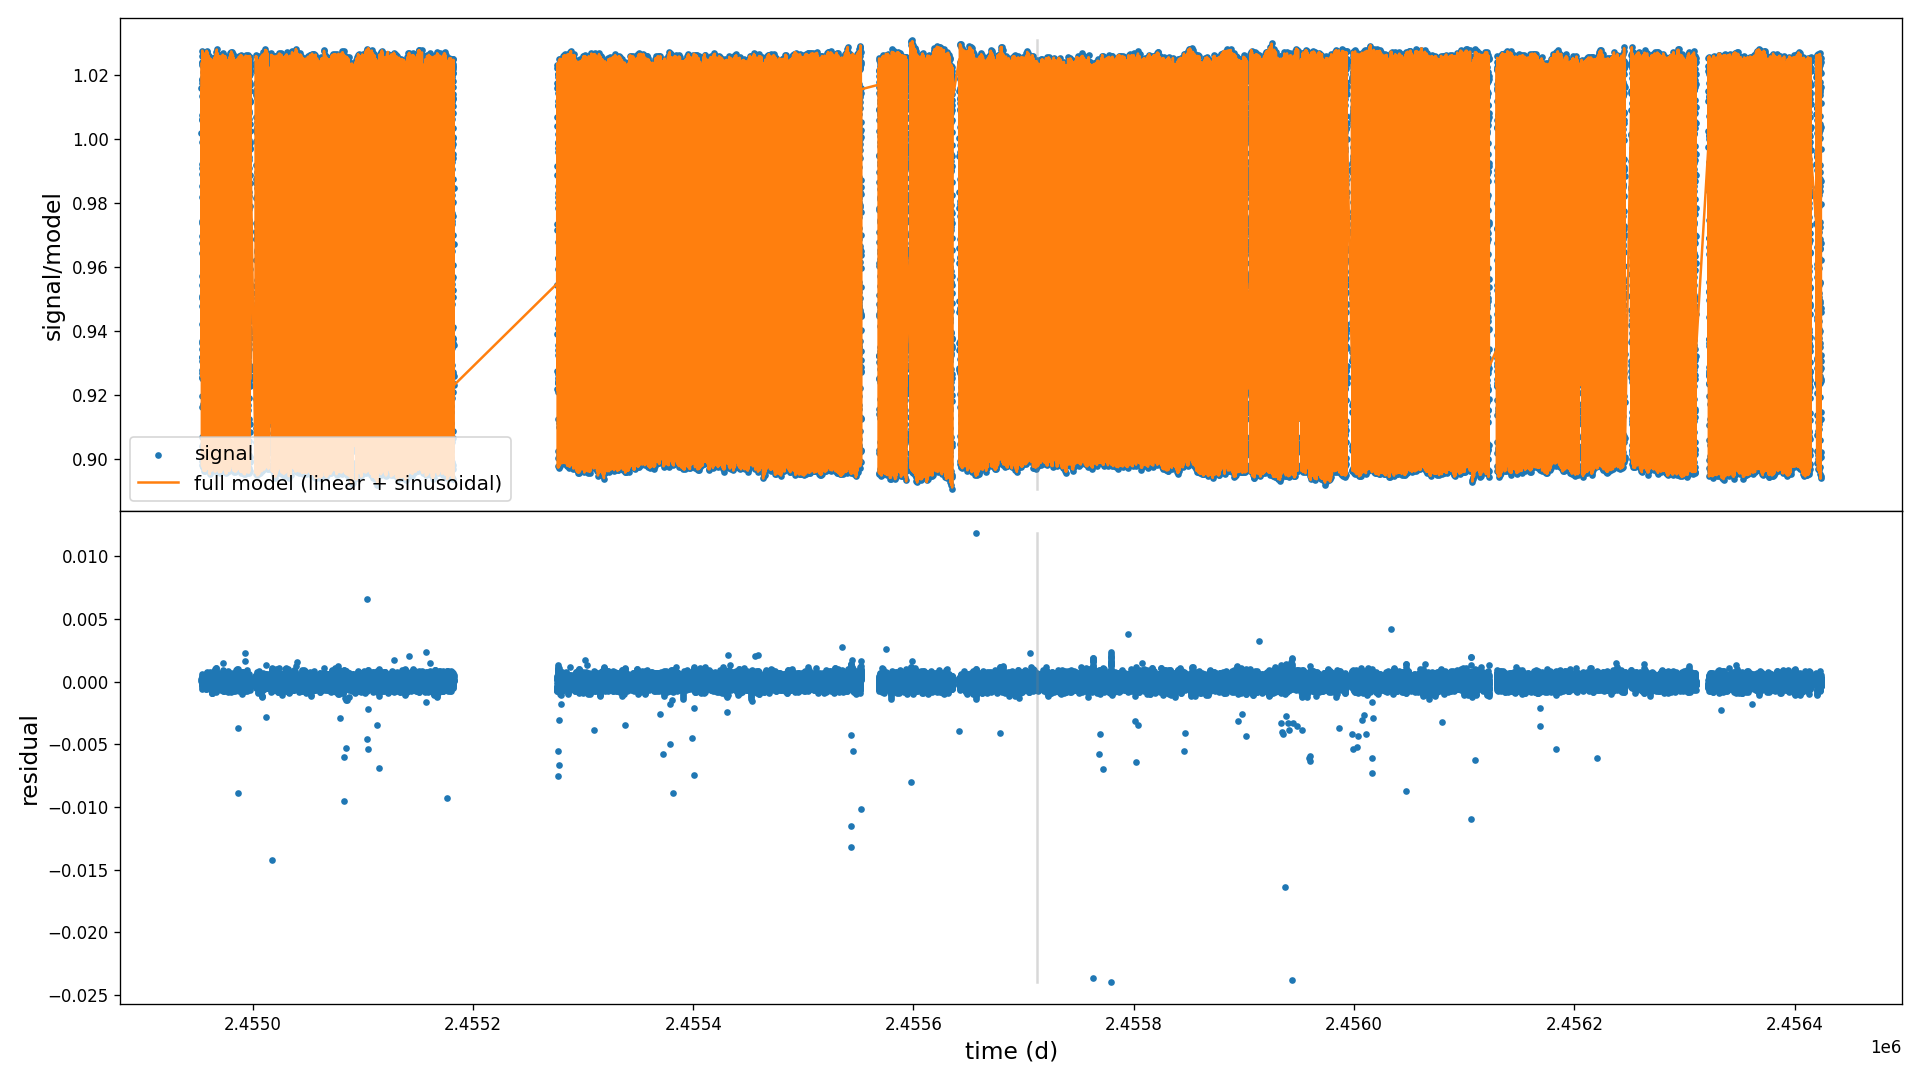 signal/model
1.02
1.00
0.98
0.96
0.94
0.92
0.90
signal
full model (linear + sinusoidal)
residual
0.010
0.005
0.000
−0.005
−0.010
−0.015
−0.020
−0.025
2.4550 2.4552 2.4554 2.4556 2.4558 2.4560 2.4562 2.4564
time (d)
1e6